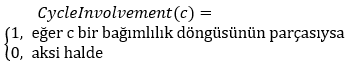 CycleInvolvement(c) =
{1, eğer c bir bağımlılık döngüsünün parçasıysa
0, aksi halde